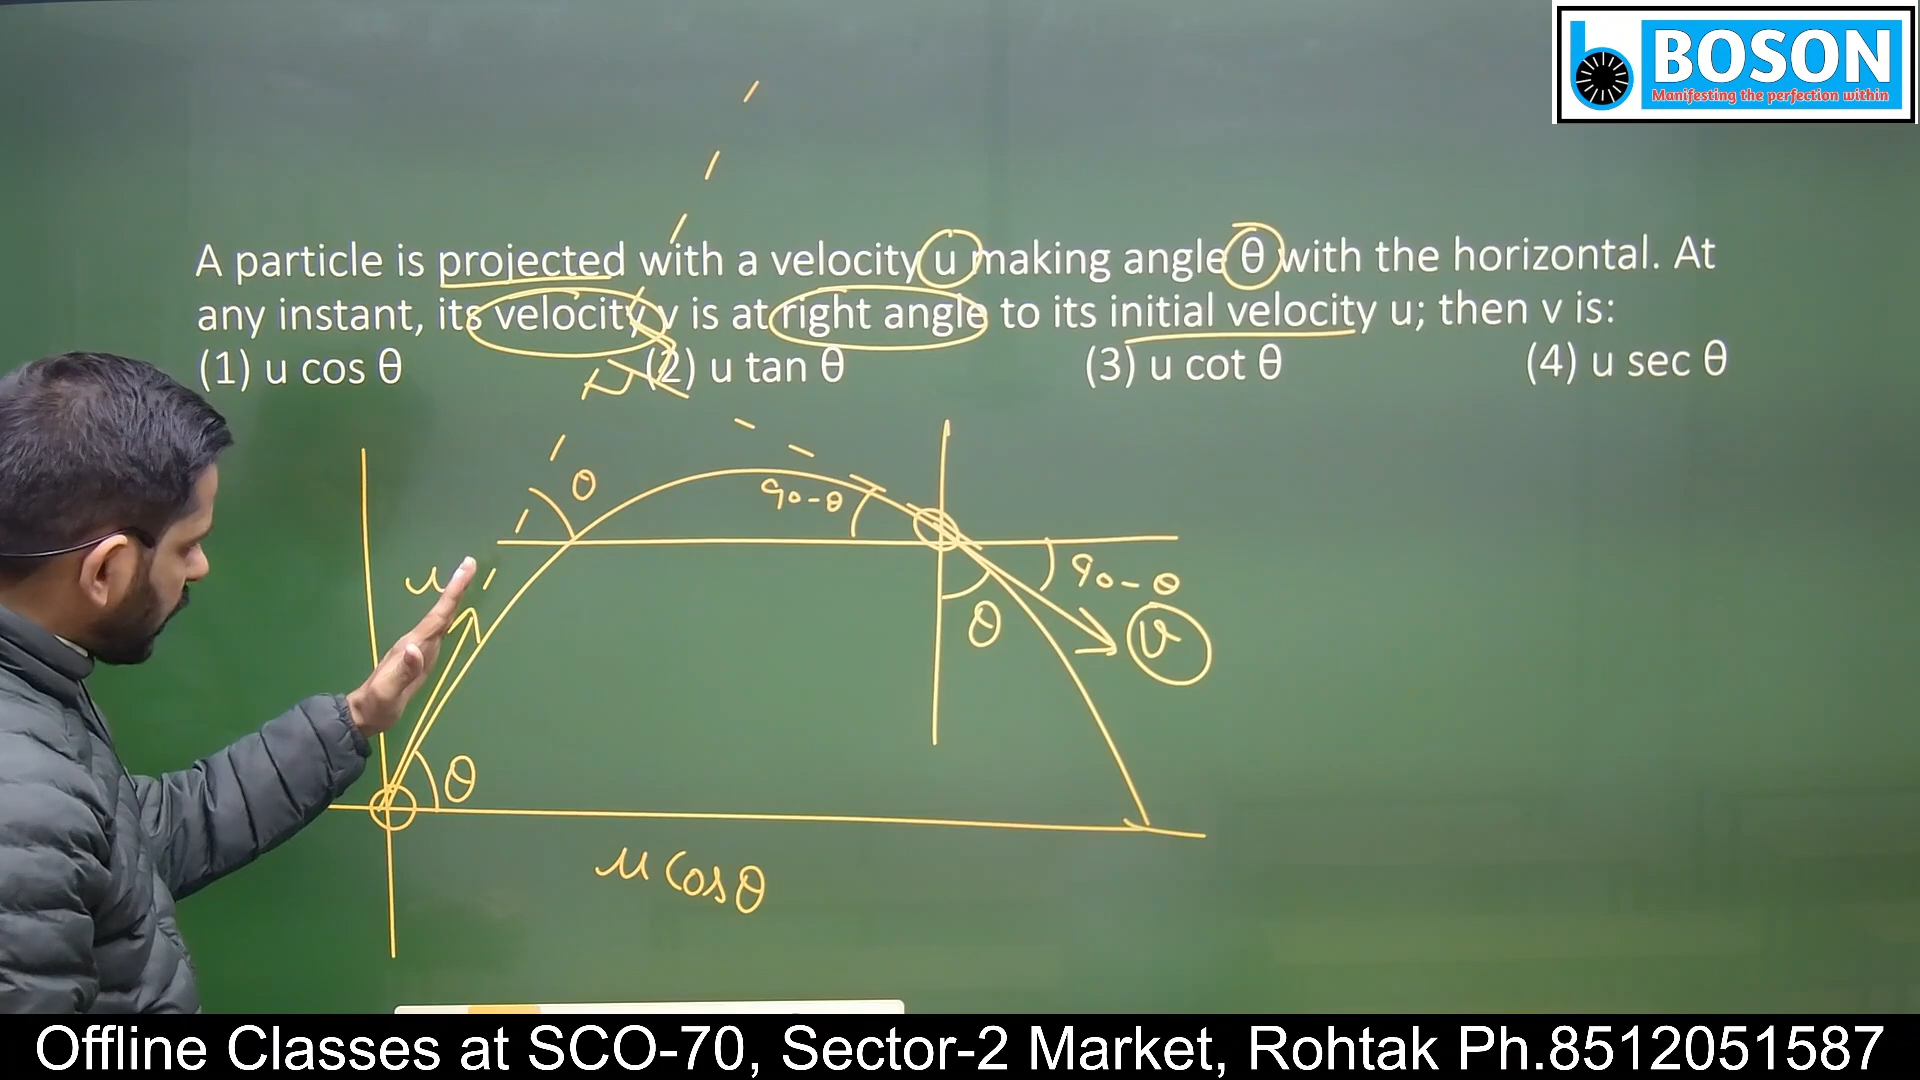 BOSON
Manifesting the perfection within
A particle is projected with a velocity u making angle θ with the horizontal. At
any instant, its velocity v is at right angle to its initial velocity u; then v is:
(1) u cos θ (2) u tan θ (3) u cot θ (4) u sec θ
θ
90-θ
u
90-θ
θ
v
θ
u cosθ
Offline Classes at SCO-70, Sector-2 Market, Rohtak Ph.8512051587